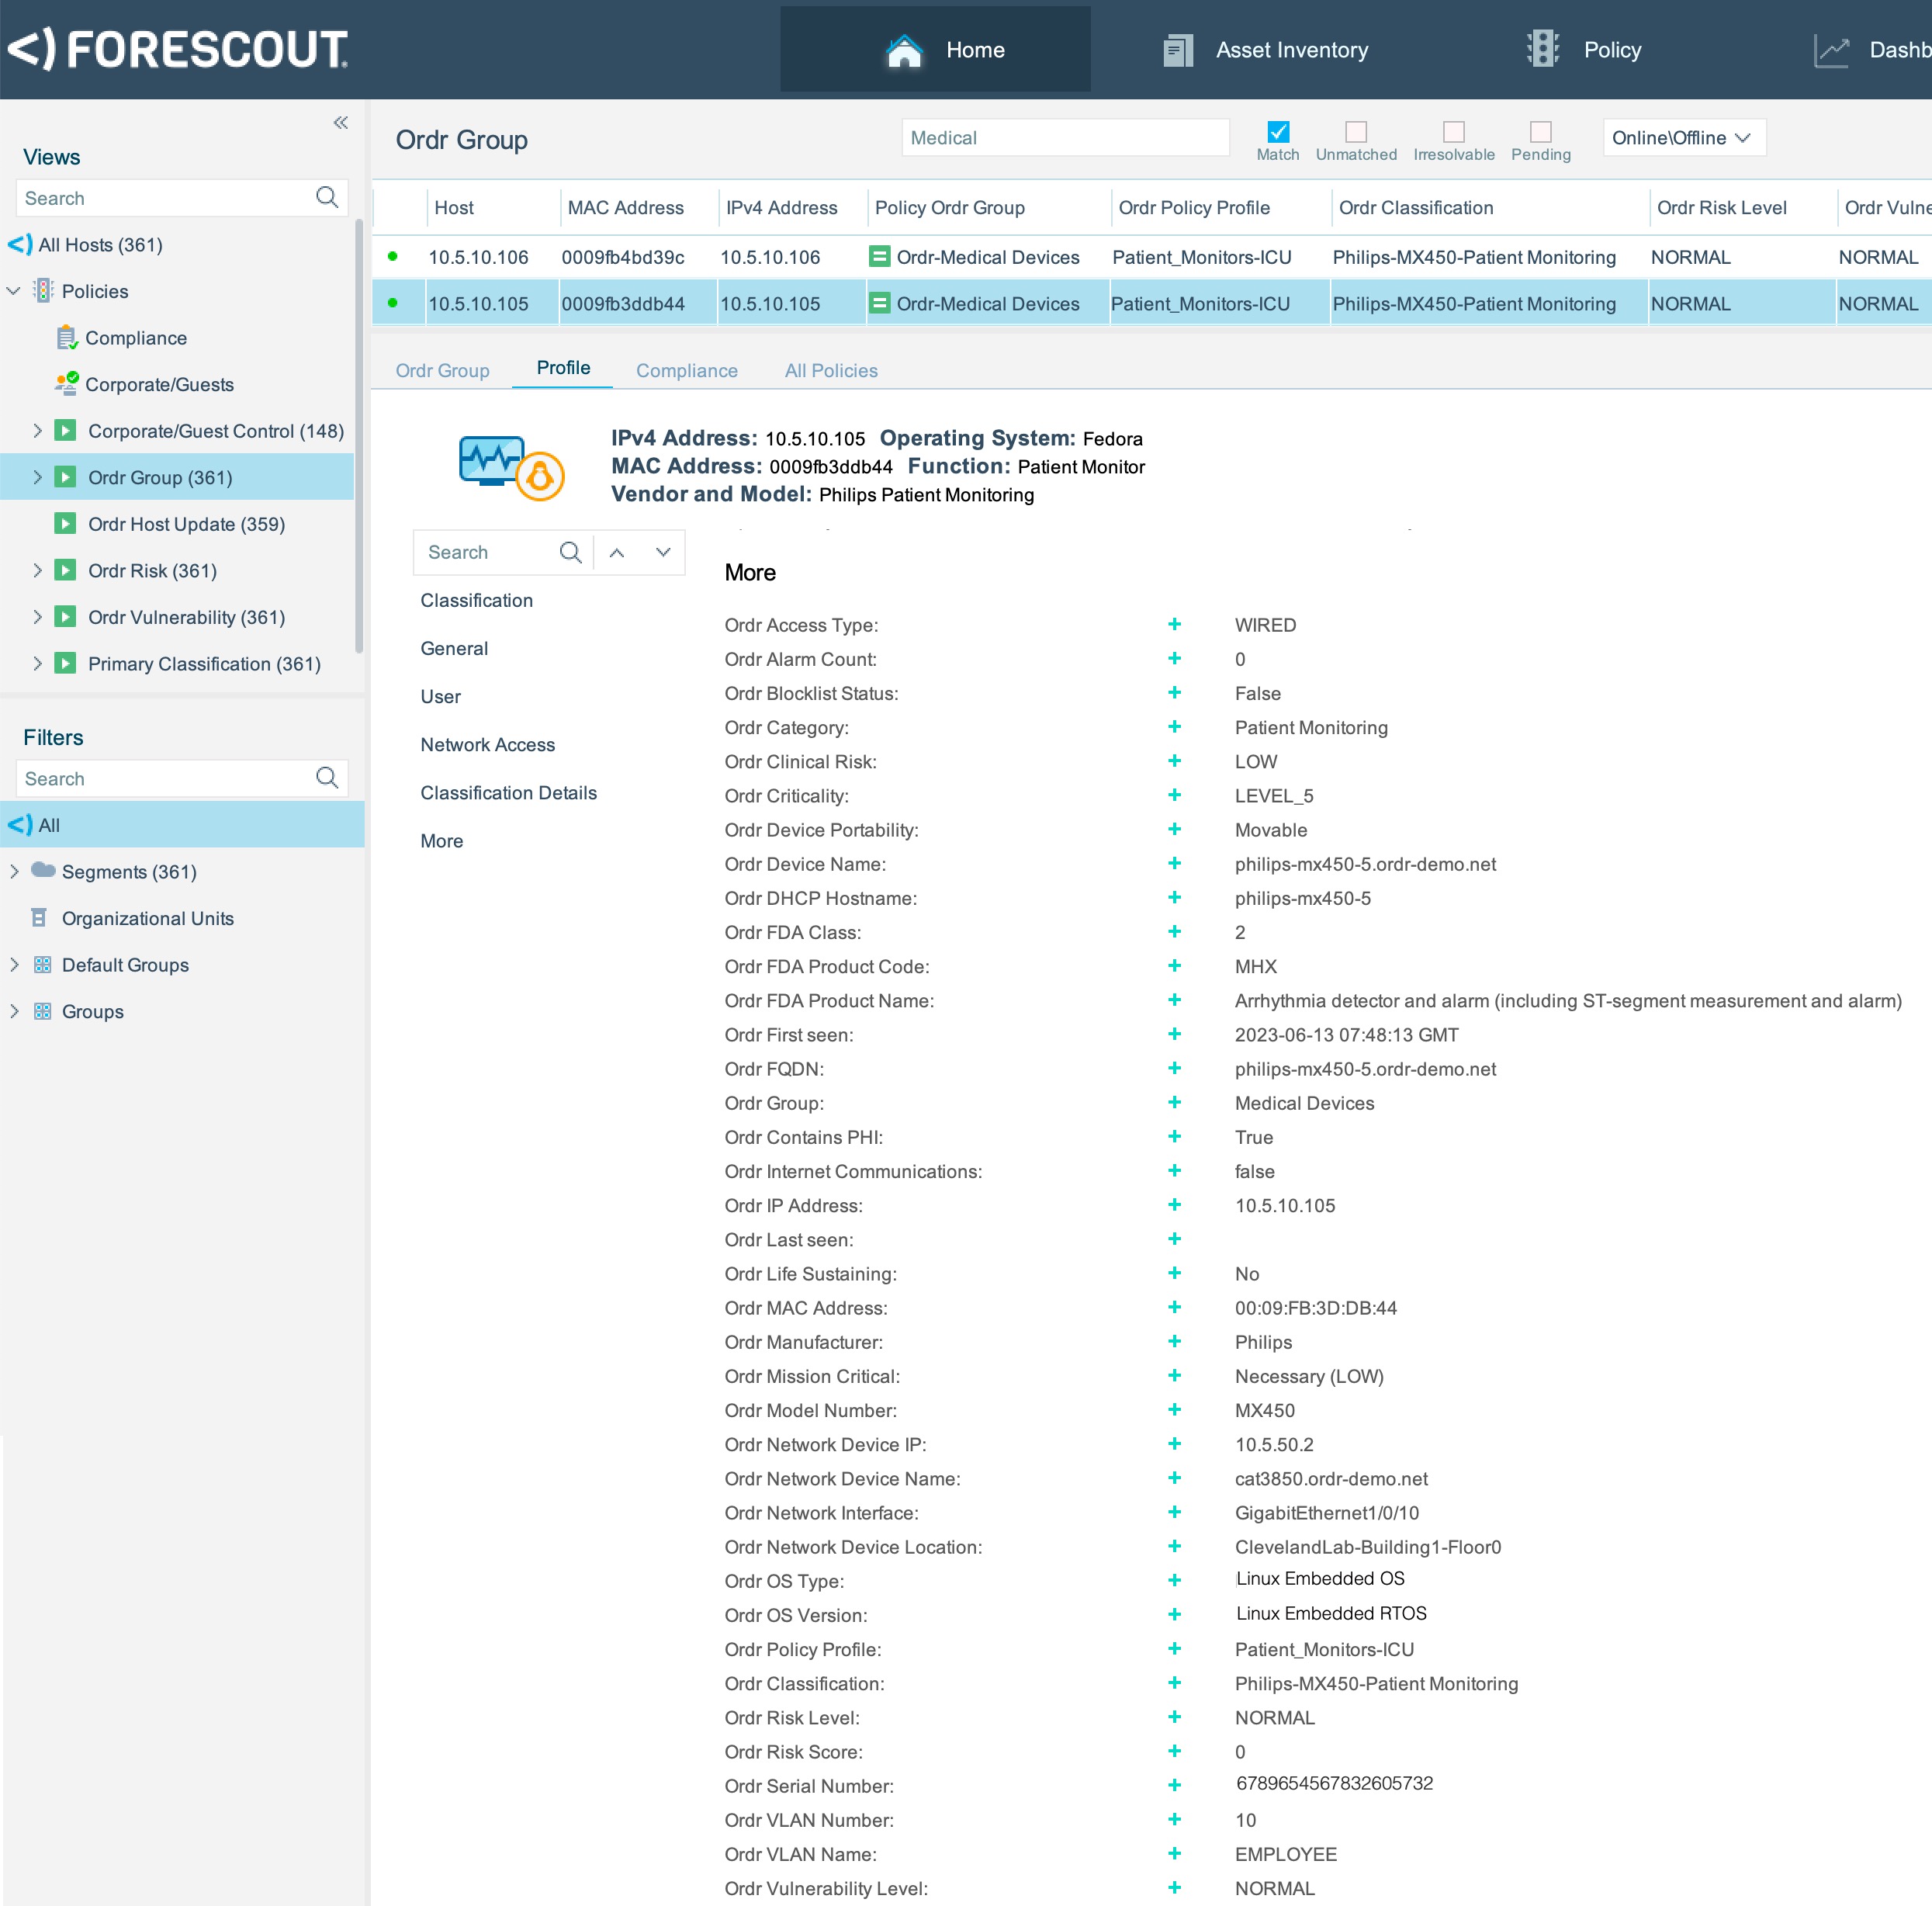 FORESCOUT.
Home
Asset Inventory
Policy
Dashb
Views
Search
All Hosts (361)
Policies
Compliance
Corporate/Guests
Corporate/Guest Control (148)
Ordr Group (361)
Ordr Host Update (359)
Ordr Risk (361)
Ordr Vulnerability (361)
Primary Classification (361)
Filters
Search
All
Segments (361)
Organizational Units
Default Groups
Groups
Ordr Group
Medical
Match
Unmatched
Irresolvable
Pending
Online\Offline
Host MAC Address IPv4 Address Policy Ordr Group Ordr Policy Profile Ordr Classification Ordr Risk Level Ordr Vulne
10.5.10.106 0009fb4bd39c 10.5.10.106 Ordr-Medical Devices Patient_Monitors-ICU Philips-MX450-Patient Monitoring NORMAL NORMAL
10.5.10.105 0009fb3ddb44 10.5.10.105 Ordr-Medical Devices Patient_Monitors-ICU Philips-MX450-Patient Monitoring NORMAL NORMAL
Ordr Group
Profile
Compliance
All Policies
IPv4 Address: 10.5.10.105 Operating System: Fedora
MAC Address: 0009fb3ddb44 Function: Patient Monitor
Vendor and Model: Philips Patient Monitoring
Search
Classification
General
User
Network Access
Classification Details
More
More
Ordr Access Type: + WIRED
Ordr Alarm Count: + 0
Ordr Blocklist Status: + False
Ordr Category: + Patient Monitoring
Ordr Clinical Risk: + LOW
Ordr Criticality: + LEVEL_5
Ordr Device Portability: + Movable
Ordr Device Name: + philips-mx450-5.ordr-demo.net
Ordr DHCP Hostname: + philips-mx450-5
Ordr FDA Class: + 2
Ordr FDA Product Code: + MHX
Ordr FDA Product Name: + Arrhythmia detector and alarm (including ST-segment measurement and alarm)
Ordr First seen: + 2023-06-13 07:48:13 GMT
Ordr FQDN: + philips-mx450-5.ordr-demo.net
Ordr Group: + Medical Devices
Ordr Contains PHI: + True
Ordr Internet Communications: + false
Ordr IP Address: + 10.5.10.105
Ordr Last seen: +
Ordr Life Sustaining: + No
Ordr MAC Address: + 00:09:FB:3D:DB:44
Ordr Manufacturer: + Philips
Ordr Mission Critical: + Necessary (LOW)
Ordr Model Number: + MX450
Ordr Network Device IP: + 10.5.50.2
Ordr Network Device Name: + cat3850.ordr-demo.net
Ordr Network Interface: + GigabitEthernet1/0/10
Ordr Network Device Location: + ClevelandLab-Building1-Floor0
Ordr OS Type: + Linux Embedded OS
Ordr OS Version: + Linux Embedded RTOS
Ordr Policy Profile: + Patient_Monitors-ICU
Ordr Classification: + Philips-MX450-Patient Monitoring
Ordr Risk Level: + NORMAL
Ordr Risk Score: + 0
Ordr Serial Number: + 6789654567832605732
Ordr VLAN Number: + 10
Ordr VLAN Name: + EMPLOYEE
Ordr Vulnerability Level: + NORMAL